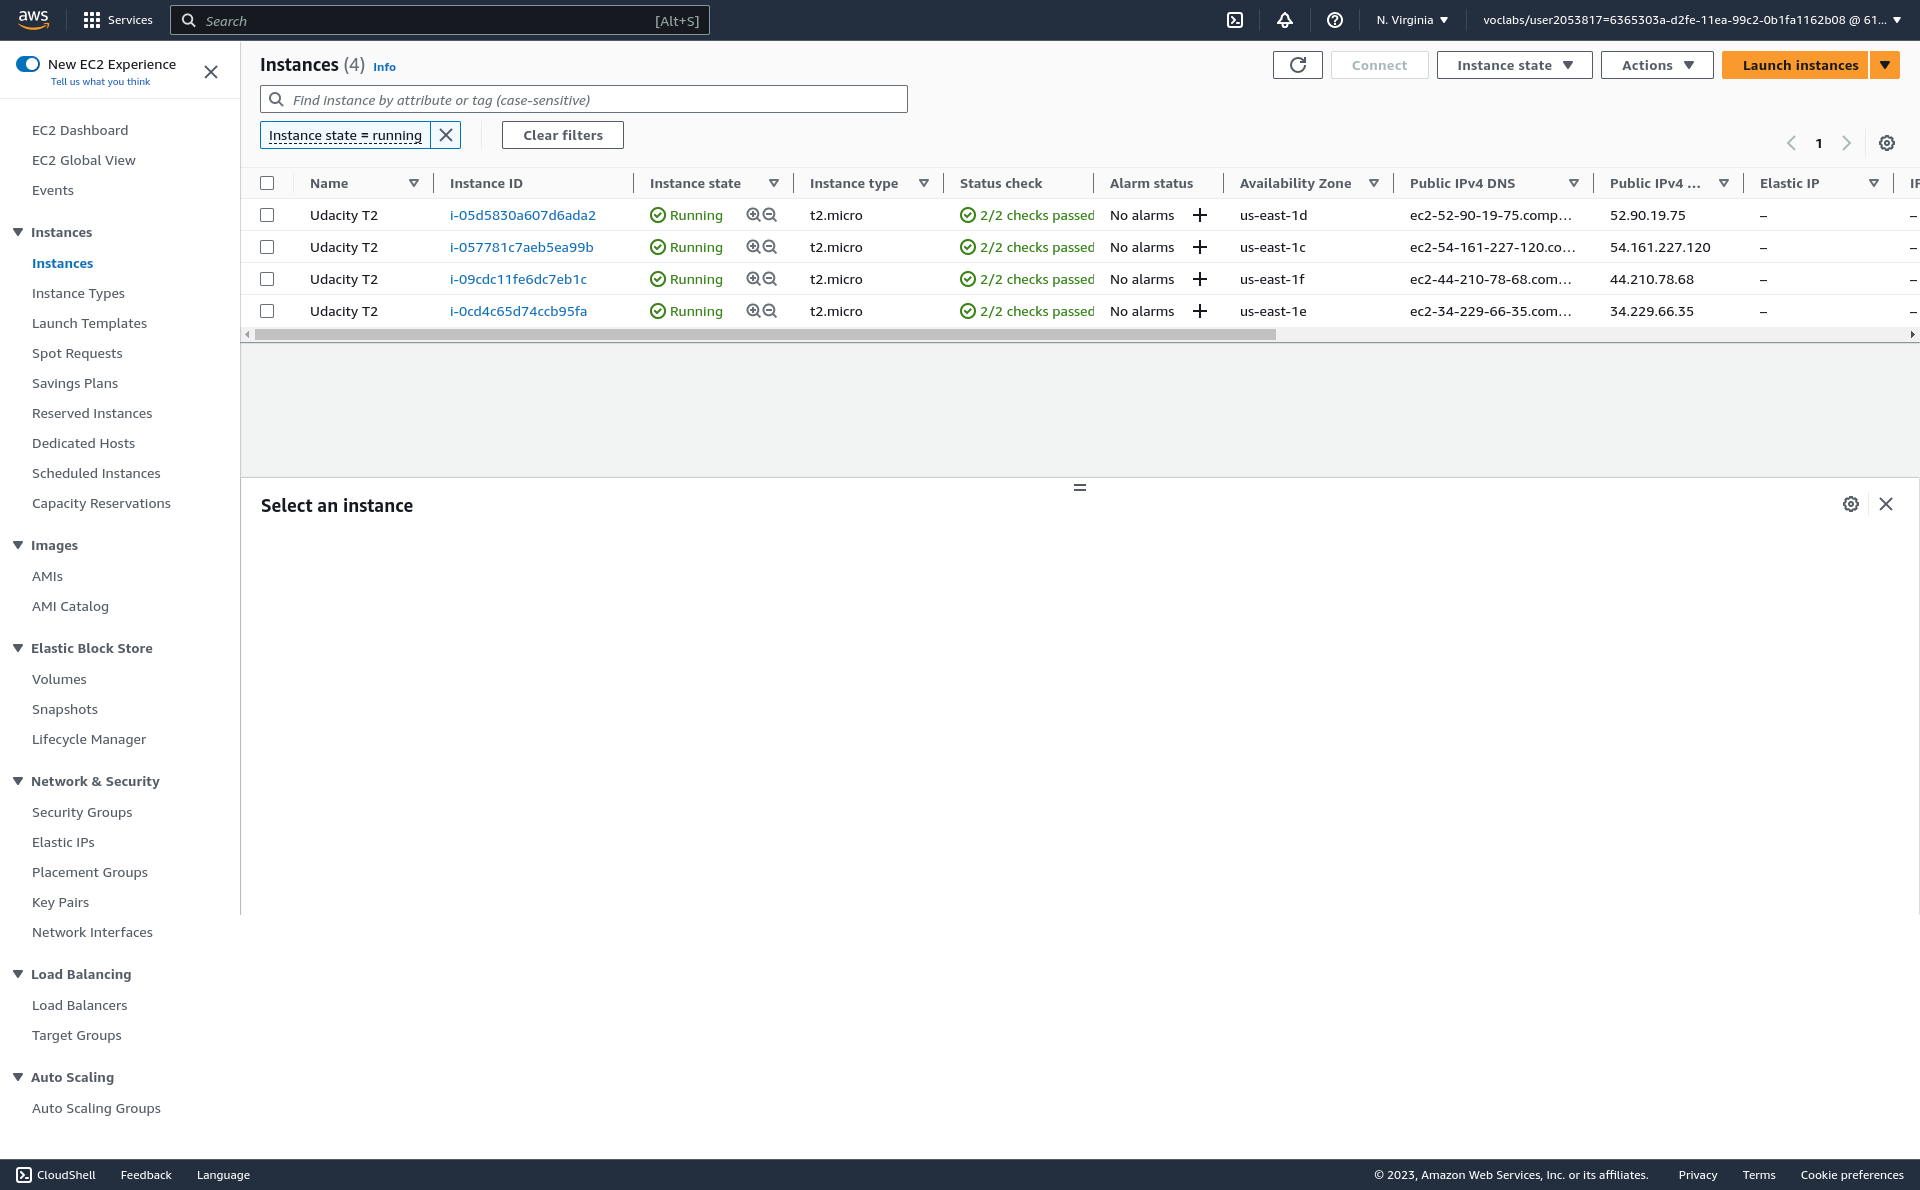 aws
Services
Search [Alt+S]
N. Virginia
voclabs/user2053817=6365303a-d2fe-11ea-99c2-0b1fa1162b08 @ 61...
New EC2 Experience
Tell us what you think
EC2 Dashboard
EC2 Global View
Events
Instances
Instances
Instance Types
Launch Templates
Spot Requests
Savings Plans
Reserved Instances
Dedicated Hosts
Scheduled Instances
Capacity Reservations
Images
AMIs
AMI Catalog
Elastic Block Store
Volumes
Snapshots
Lifecycle Manager
Network & Security
Security Groups
Elastic IPs
Placement Groups
Key Pairs
Network Interfaces
Load Balancing
Load Balancers
Target Groups
Auto Scaling
Auto Scaling Groups
Instances (4) Info
Connect
Instance state
Actions
Launch instances
Find instance by attribute or tag (case-sensitive)
Instance state = running
Clear filters
1
Name Instance ID Instance state Instance type Status check Alarm status Availability Zone Public IPv4 DNS Public IPv4 ... Elastic IP IP
Udacity T2 i-05d5830a607d6ada2 Running t2.micro 2/2 checks passed No alarms us-east-1d ec2-52-90-19-75.comp... 52.90.19.75 – –
Udacity T2 i-057781c7aeb5ea99b Running t2.micro 2/2 checks passed No alarms us-east-1c ec2-54-161-227-120.co... 54.161.227.120 – –
Udacity T2 i-09cdc11fe6dc7eb1c Running t2.micro 2/2 checks passed No alarms us-east-1f ec2-44-210-78-68.com... 44.210.78.68 – –
Udacity T2 i-0cd4c65d74ccb95fa Running t2.micro 2/2 checks passed No alarms us-east-1e ec2-34-229-66-35.com... 34.229.66.35 – –
Select an instance
CloudShell Feedback Language
© 2023, Amazon Web Services, Inc. or its affiliates. Privacy Terms Cookie preferences